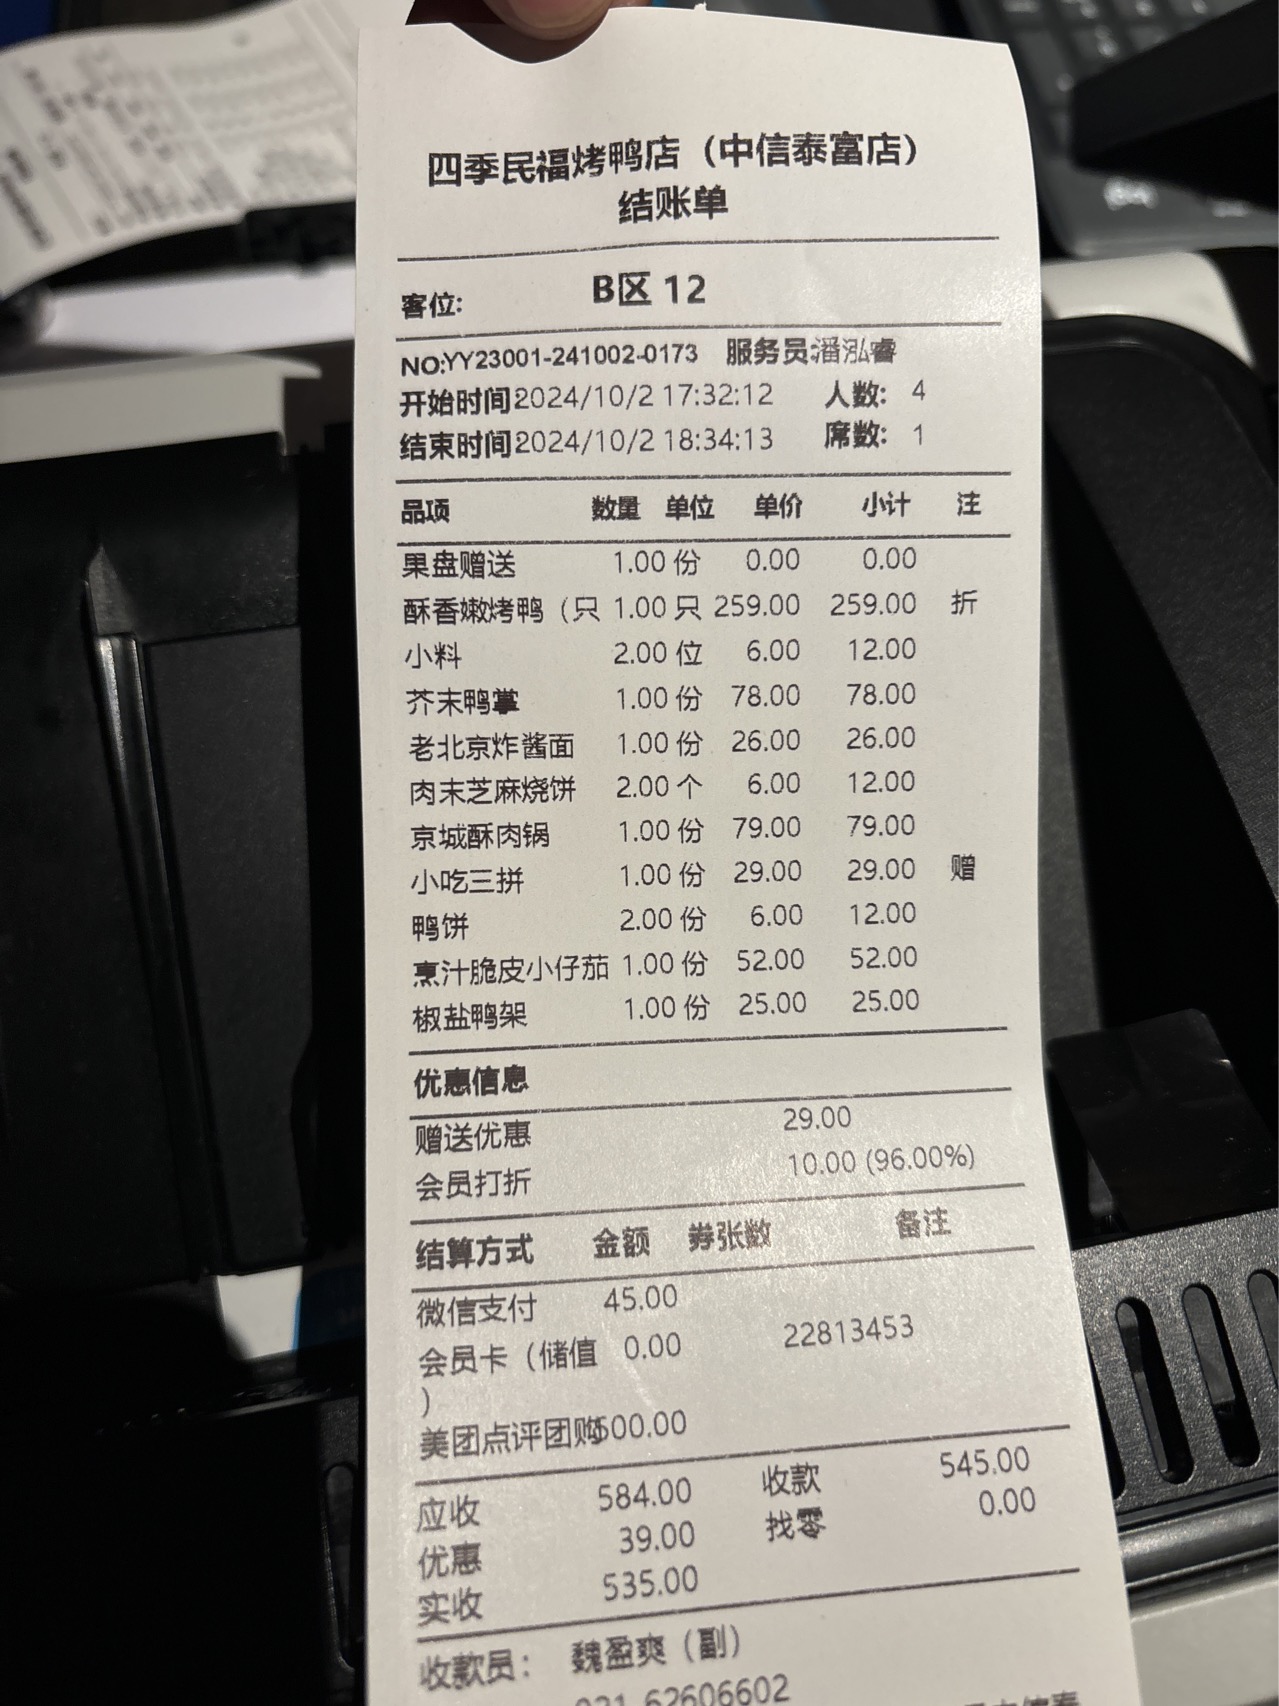 四季民福烤鸭店（中信泰富店）
结账单
客位: B区 12
NO:YY23001-241002-0173 服务员:潘泓睿
开始时间2024/10/2 17:32:12 人数: 4
结束时间2024/10/2 18:34:13 席数: 1
品项 数量 单位 单价 小计 注
果盘赠送 1.00 份 0.00 0.00
酥香嫩烤鸭（只 1.00 只 259.00 259.00 折
小料 2.00 位 6.00 12.00
芥末鸭掌 1.00 份 78.00 78.00
老北京炸酱面 1.00 份 26.00 26.00
肉末芝麻烧饼 2.00 个 6.00 12.00
京城酥肉锅 1.00 份 79.00 79.00
小吃三拼 1.00 份 29.00 29.00 赠
鸭饼 2.00 份 6.00 12.00
烹汁脆皮小仔茄 1.00 份 52.00 52.00
椒盐鸭架 1.00 份 25.00 25.00
优惠信息
赠送优惠 29.00
会员打折 10.00 (96.00%)
结算方式 金额 券张数 备注
微信支付 45.00
会员卡（储值 0.00 22813453
）
美团点评团购500.00
应收 584.00 收款 545.00
优惠 39.00 找零 0.00
实收 535.00
收款员: 魏盈爽（副）
021-62606602